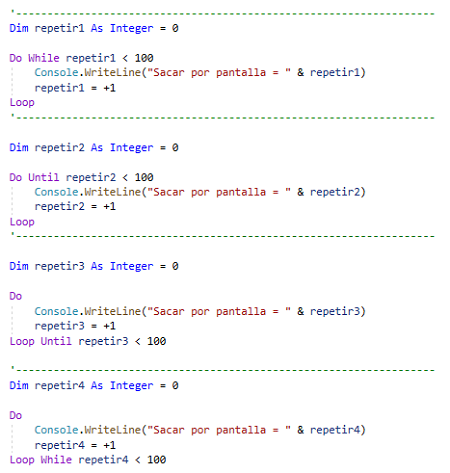 '-------------------------------------------------------------------
Dim repetir1 As Integer = 0
Do While repetir1 < 100
    Console.WriteLine("Sacar por pantalla = " & repetir1)
    repetir1 = +1
Loop
'-------------------------------------------------------------------
Dim repetir2 As Integer = 0
Do Until repetir2 < 100
    Console.WriteLine("Sacar por pantalla = " & repetir2)
    repetir2 = +1
Loop
'-------------------------------------------------------------------
Dim repetir3 As Integer = 0
Do
    Console.WriteLine("Sacar por pantalla = " & repetir3)
    repetir3 = +1
Loop Until repetir3 < 100
'-------------------------------------------------------------------
Dim repetir4 As Integer = 0
Do
    Console.WriteLine("Sacar por pantalla = " & repetir4)
    repetir4 = +1
Loop While repetir4 < 100